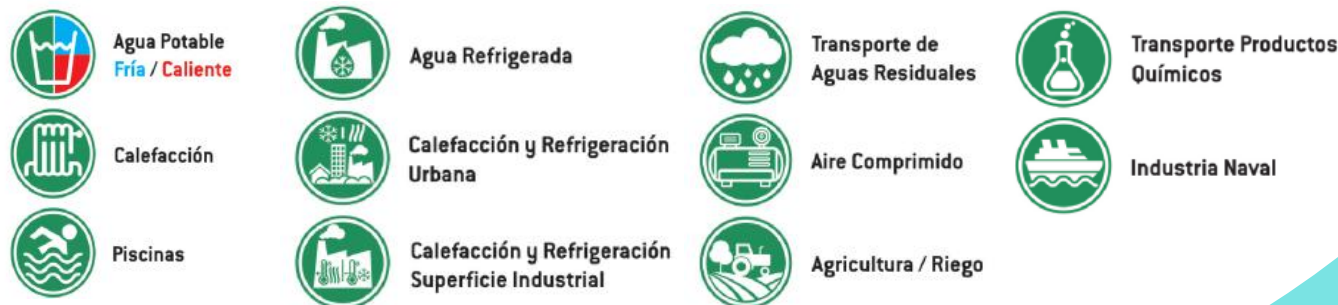 Agua Potable
Fría / Caliente
Calefacción
Piscinas
Agua Refrigerada
Calefacción y Refrigeración
Urbana
Calefacción y Refrigeración
Superficie Industrial
Transporte de
Aguas Residuales
Aire Comprimido
Agricultura / Riego
Transporte Productos
Químicos
Industria Naval